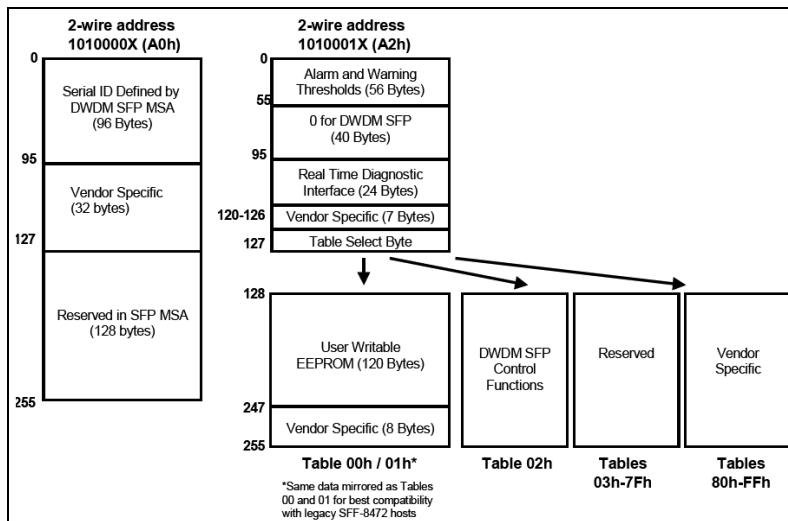 2-wire address
1010000X (A0h)
0
Serial ID Defined by
DWDM SFP MSA
(96 Bytes)
95
Vendor Specific
(32 bytes)
127
Reserved in SFP MSA
(128 bytes)
255
2-wire address
1010001X (A2h)
0
Alarm and Warning
Thresholds (56 Bytes)
55
0 for DWDM SFP
(40 Bytes)
95
Real Time Diagnostic
Interface (24 Bytes)
120-126
Vendor Specific (7 Bytes)
127
Table Select Byte
128
User Writable
EEPROM (120 Bytes)
247
Vendor Specific (8 Bytes)
255
Table 00h / 01h*
*Same data mirrored as Tables
00 and 01 for best compatibility
with legacy SFF-8472 hosts
DWDM SFP
Control
Functions
Table 02h
Reserved
Tables
03h-7Fh
Vendor
Specific
Tables
80h-FFh